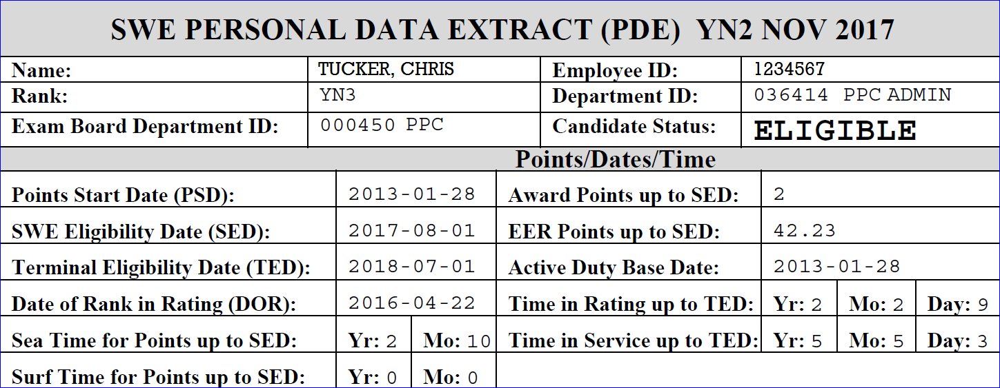 SWE PERSONAL DATA EXTRACT (PDE) YN2 NOV 2017
Name: TUCKER, CHRIS Employee ID: 1234567
Rank: YN3 Department ID: 036414 PPC ADMIN
Exam Board Department ID: 000450 PPC Candidate Status: ELIGIBLE
Points/Dates/Time
Points Start Date (PSD): 2013-01-28 Award Points up to SED: 2
SWE Eligibility Date (SED): 2017-08-01 EER Points up to SED: 42.23
Terminal Eligibility Date (TED): 2018-07-01 Active Duty Base Date: 2013-01-28
Date of Rank in Rating (DOR): 2016-04-22 Time in Rating up to TED: Yr: 2 Mo: 2 Day: 9
Sea Time for Points up to SED: Yr: 2 Mo: 10 Time in Service up to TED: Yr: 5 Mo: 5 Day: 3
Surf Time for Points up to SED: Yr: 0 Mo: 0